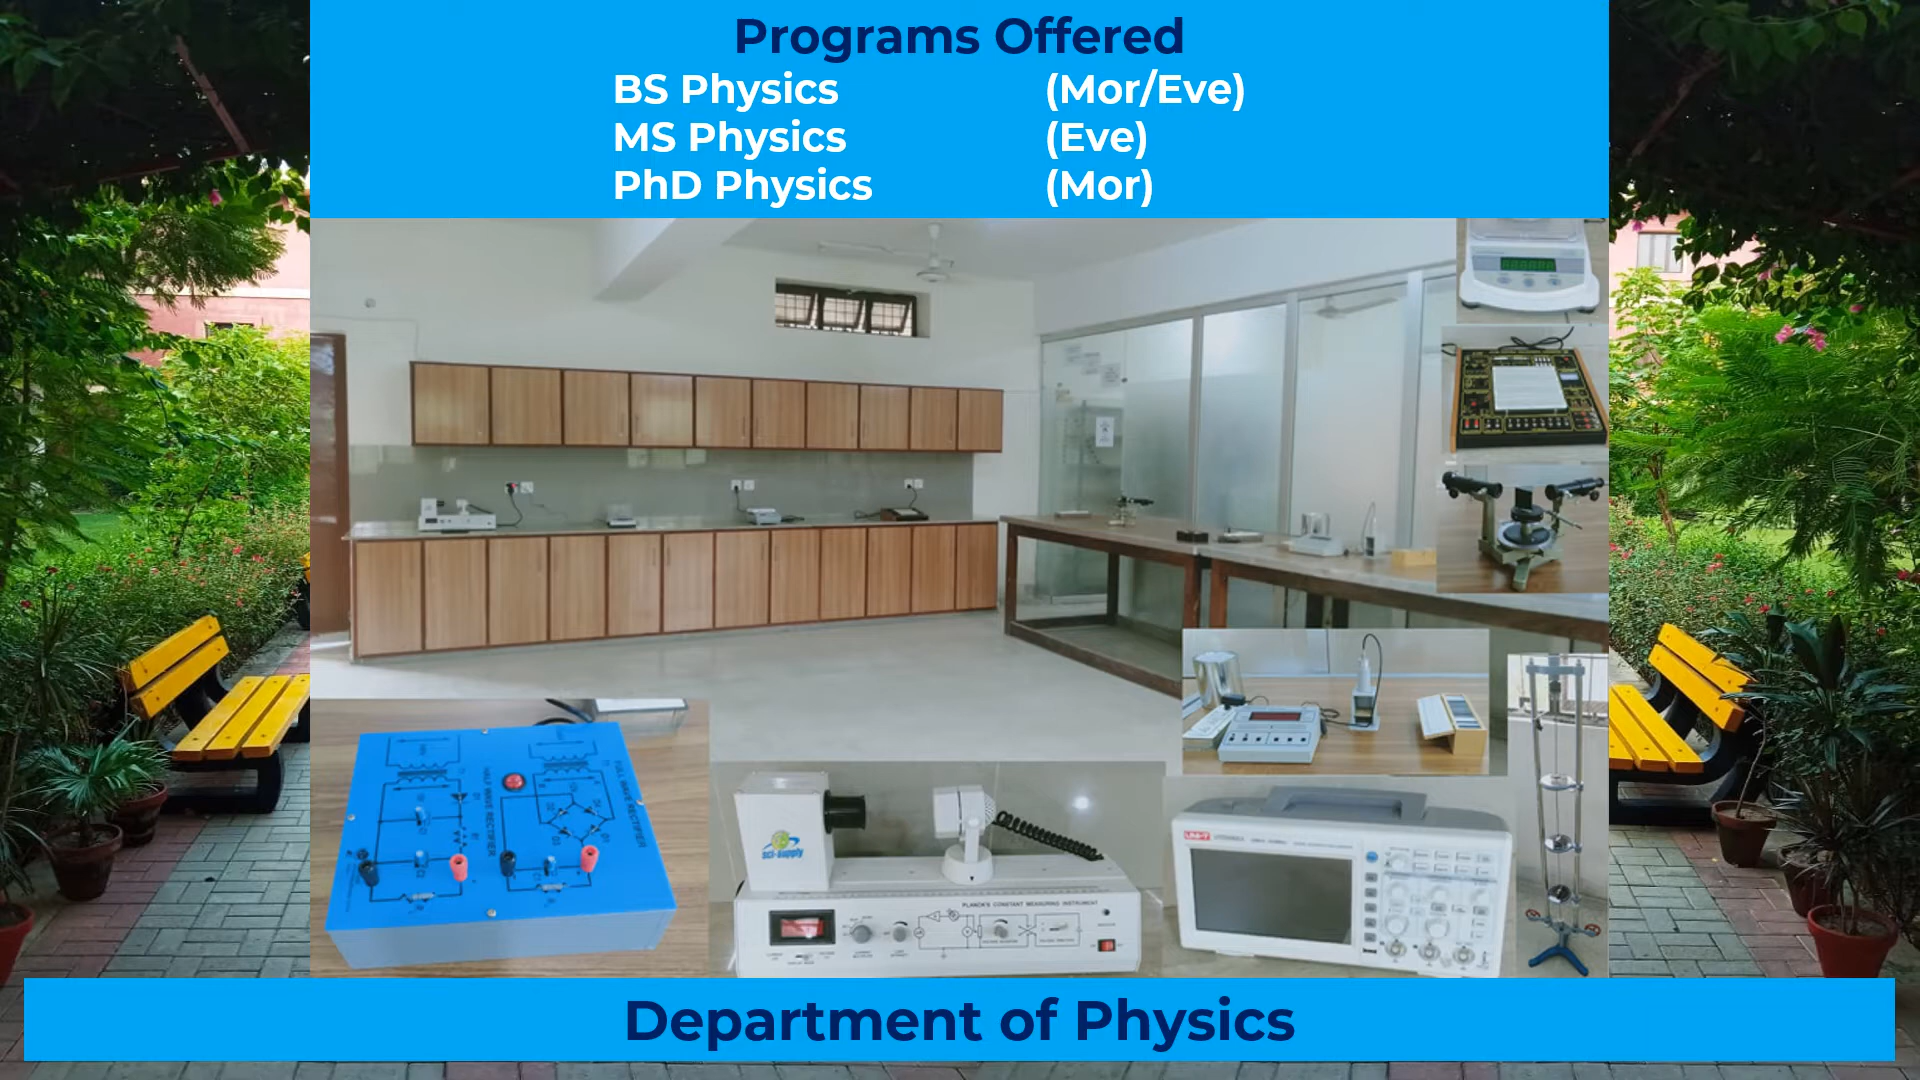 Programs Offered
BS Physics (Mor/Eve)
MS Physics (Eve)
PhD Physics (Mor)
HALF WAVE RECTIFIER
FULL WAVE RECTIFIER
sci-supply
PLANCK'S CONSTANT MEASURING INSTRUMENT
UNI-T
Department of Physics